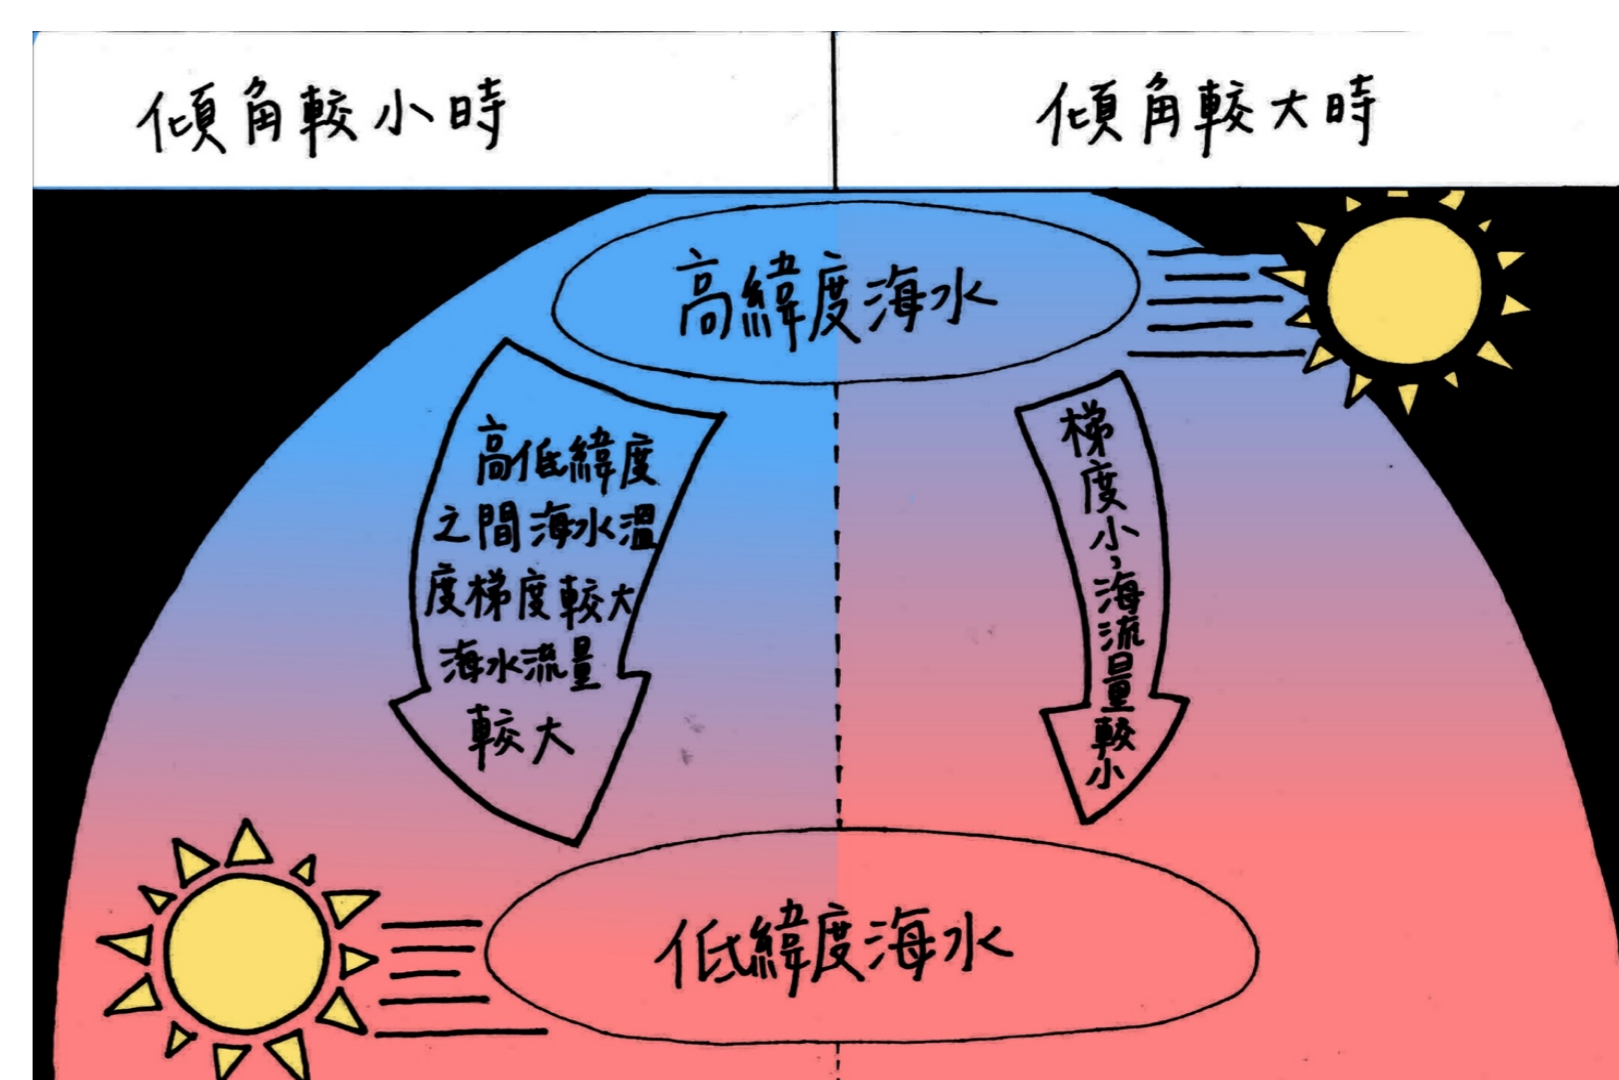 傾角較小時
傾角較大時
高緯度海水
高低緯度
之間海水溫
度梯度較大
海水流量
較大
梯度小，海流量較小
低緯度海水